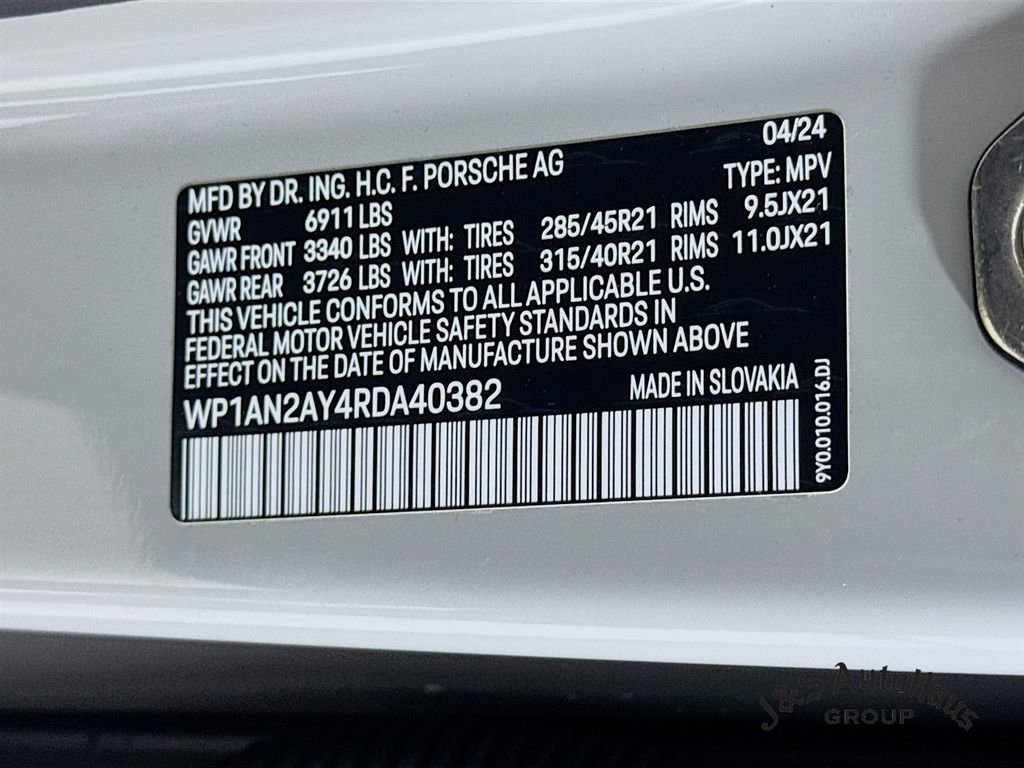 04/24
MFD BY DR. ING. H.C. F. PORSCHE AG TYPE: MPV
GVWR 6911 LBS
GAWR FRONT 3340 LBS WITH: TIRES 285/45R21 RIMS 9.5JX21
GAWR REAR 3726 LBS WITH: TIRES 315/40R21 RIMS 11.0JX21
THIS VEHICLE CONFORMS TO ALL APPLICABLE U.S.
FEDERAL MOTOR VEHICLE SAFETY STANDARDS IN
EFFECT ON THE DATE OF MANUFACTURE SHOWN ABOVE
WP1AN2AY4RDA40382 MADE IN SLOVAKIA
9Y0.010.016.DJ
J&S AutoHaus
GROUP